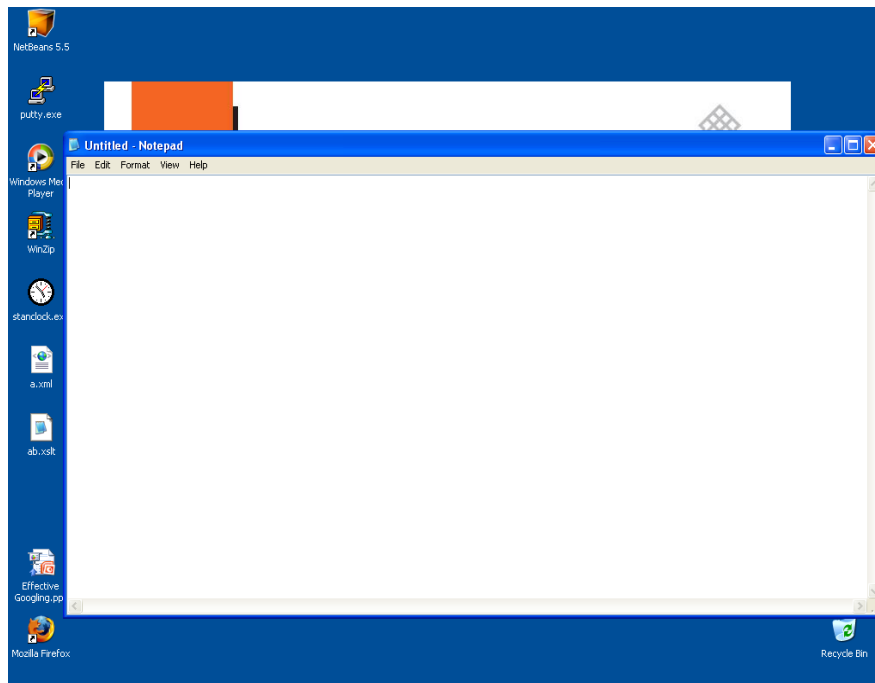 NetBeans 5.5
putty.exe
Untitled - Notepad
File Edit Format View Help
Windows Med
Player
WinZip
stanclock.ex
a.xml
ab.xslt
Effective
Googling.pp
Mozilla Firefox
Recycle Bin